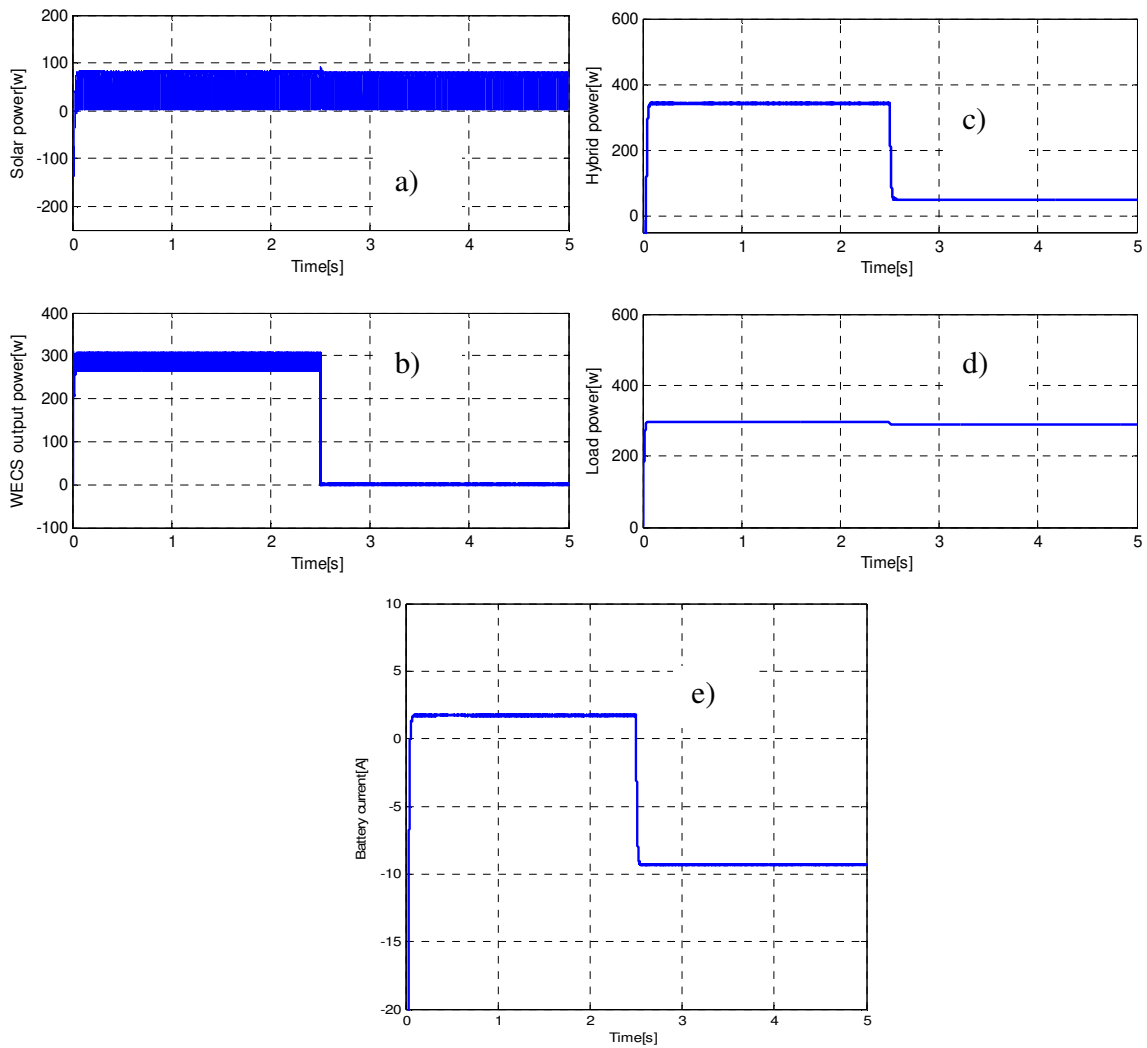 200
100
0
-100
-200
Solar power[w]
a)
0 1 2 3 4 5
Time[s]
600
400
200
0
Hybrid power[w]
c)
0 1 2 3 4 5
Time[s]
400
300
200
100
0
-100
WECS output power[w]
b)
0 1 2 3 4 5
Time[s]
600
400
200
0
Load power[w]
d)
0 1 2 3 4 5
Time[s]
10
5
0
-5
-10
-15
-20
Battery current[A]
e)
0 1 2 3 4 5
Time[s]